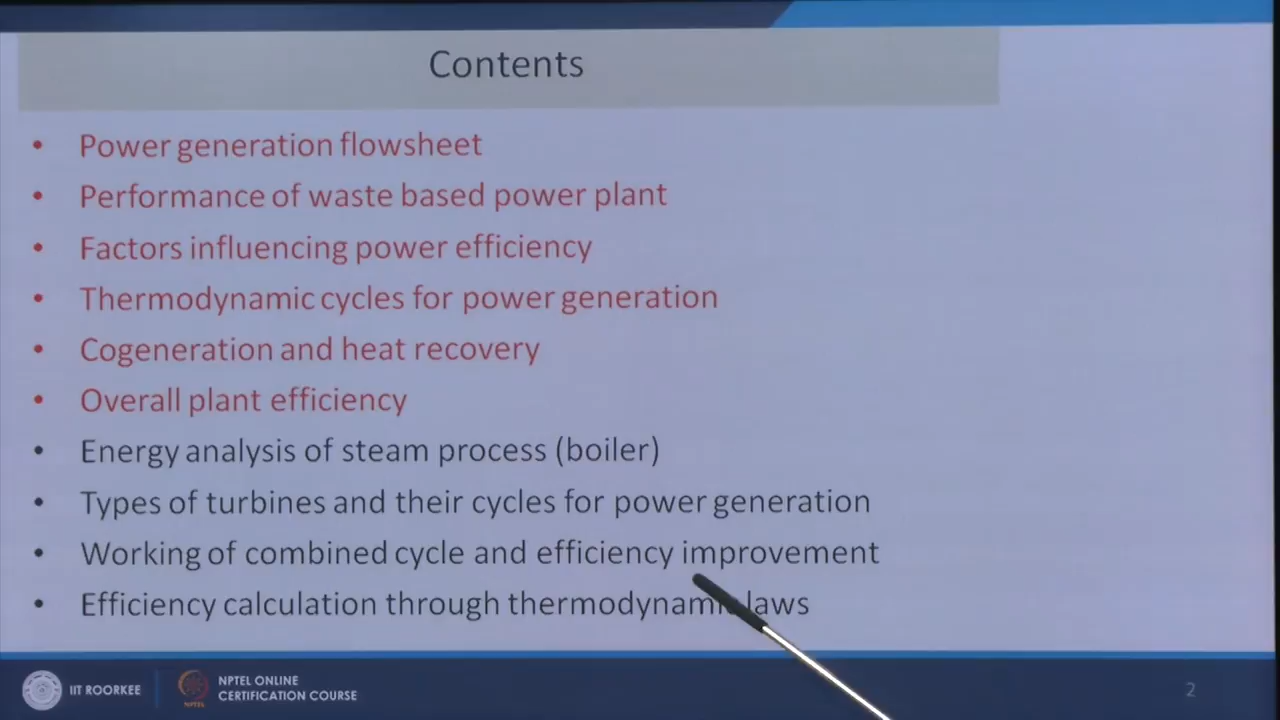 Contents
• Power generation flowsheet
• Performance of waste based power plant
• Factors influencing power efficiency
• Thermodynamic cycles for power generation
• Cogeneration and heat recovery
• Overall plant efficiency
• Energy analysis of steam process (boiler)
• Types of turbines and their cycles for power generation
• Working of combined cycle and efficiency improvement
• Efficiency calculation through thermodynamic laws
IIT ROORKEE
NPTEL
NPTEL ONLINE
CERTIFICATION COURSE
2